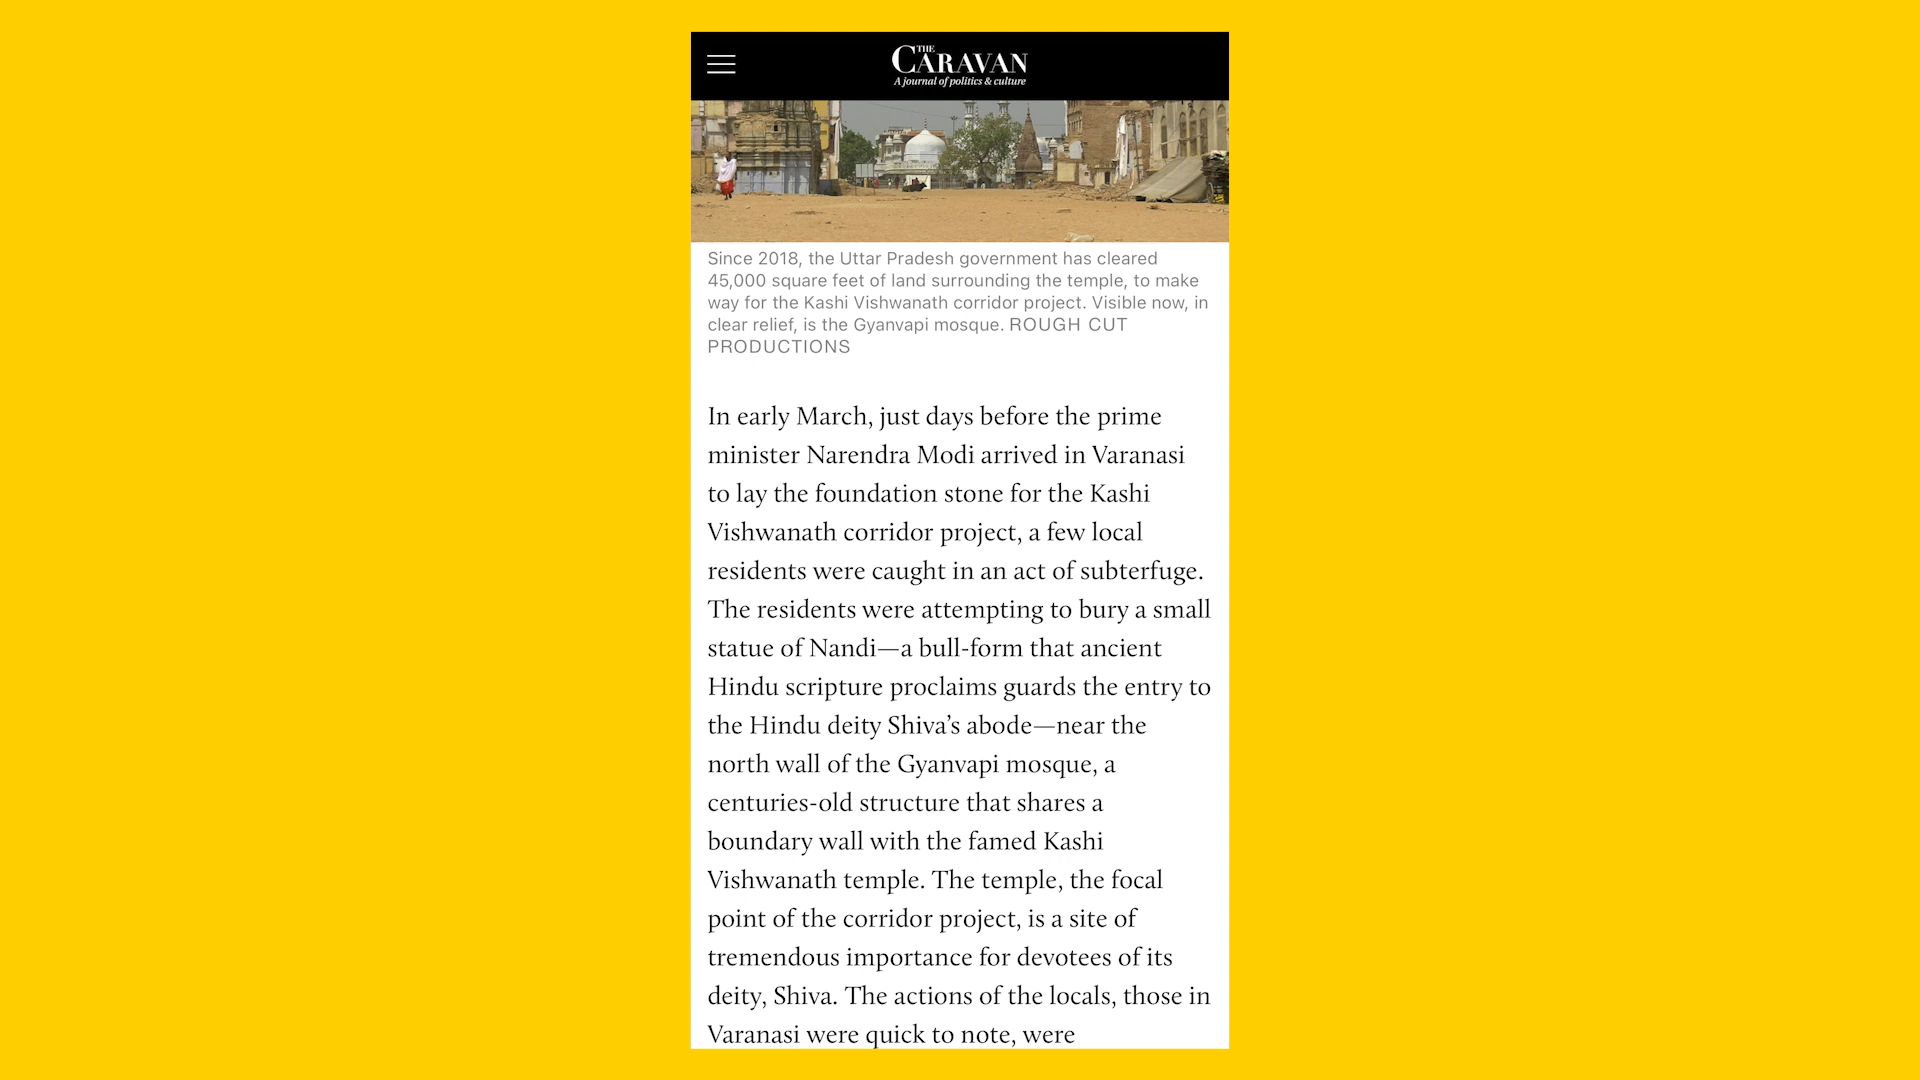 THE
CARAVAN
A journal of politics & culture
Since 2018, the Uttar Pradesh government has cleared
45,000 square feet of land surrounding the temple, to make
way for the Kashi Vishwanath corridor project. Visible now, in
clear relief, is the Gyanvapi mosque. ROUGH CUT
PRODUCTIONS
In early March, just days before the prime
minister Narendra Modi arrived in Varanasi
to lay the foundation stone for the Kashi
Vishwanath corridor project, a few local
residents were caught in an act of subterfuge.
The residents were attempting to bury a small
statue of Nandi—a bull-form that ancient
Hindu scripture proclaims guards the entry to
the Hindu deity Shiva’s abode—near the
north wall of the Gyanvapi mosque, a
centuries-old structure that shares a
boundary wall with the famed Kashi
Vishwanath temple. The temple, the focal
point of the corridor project, is a site of
tremendous importance for devotees of its
deity, Shiva. The actions of the locals, those in
Varanasi were quick to note, were